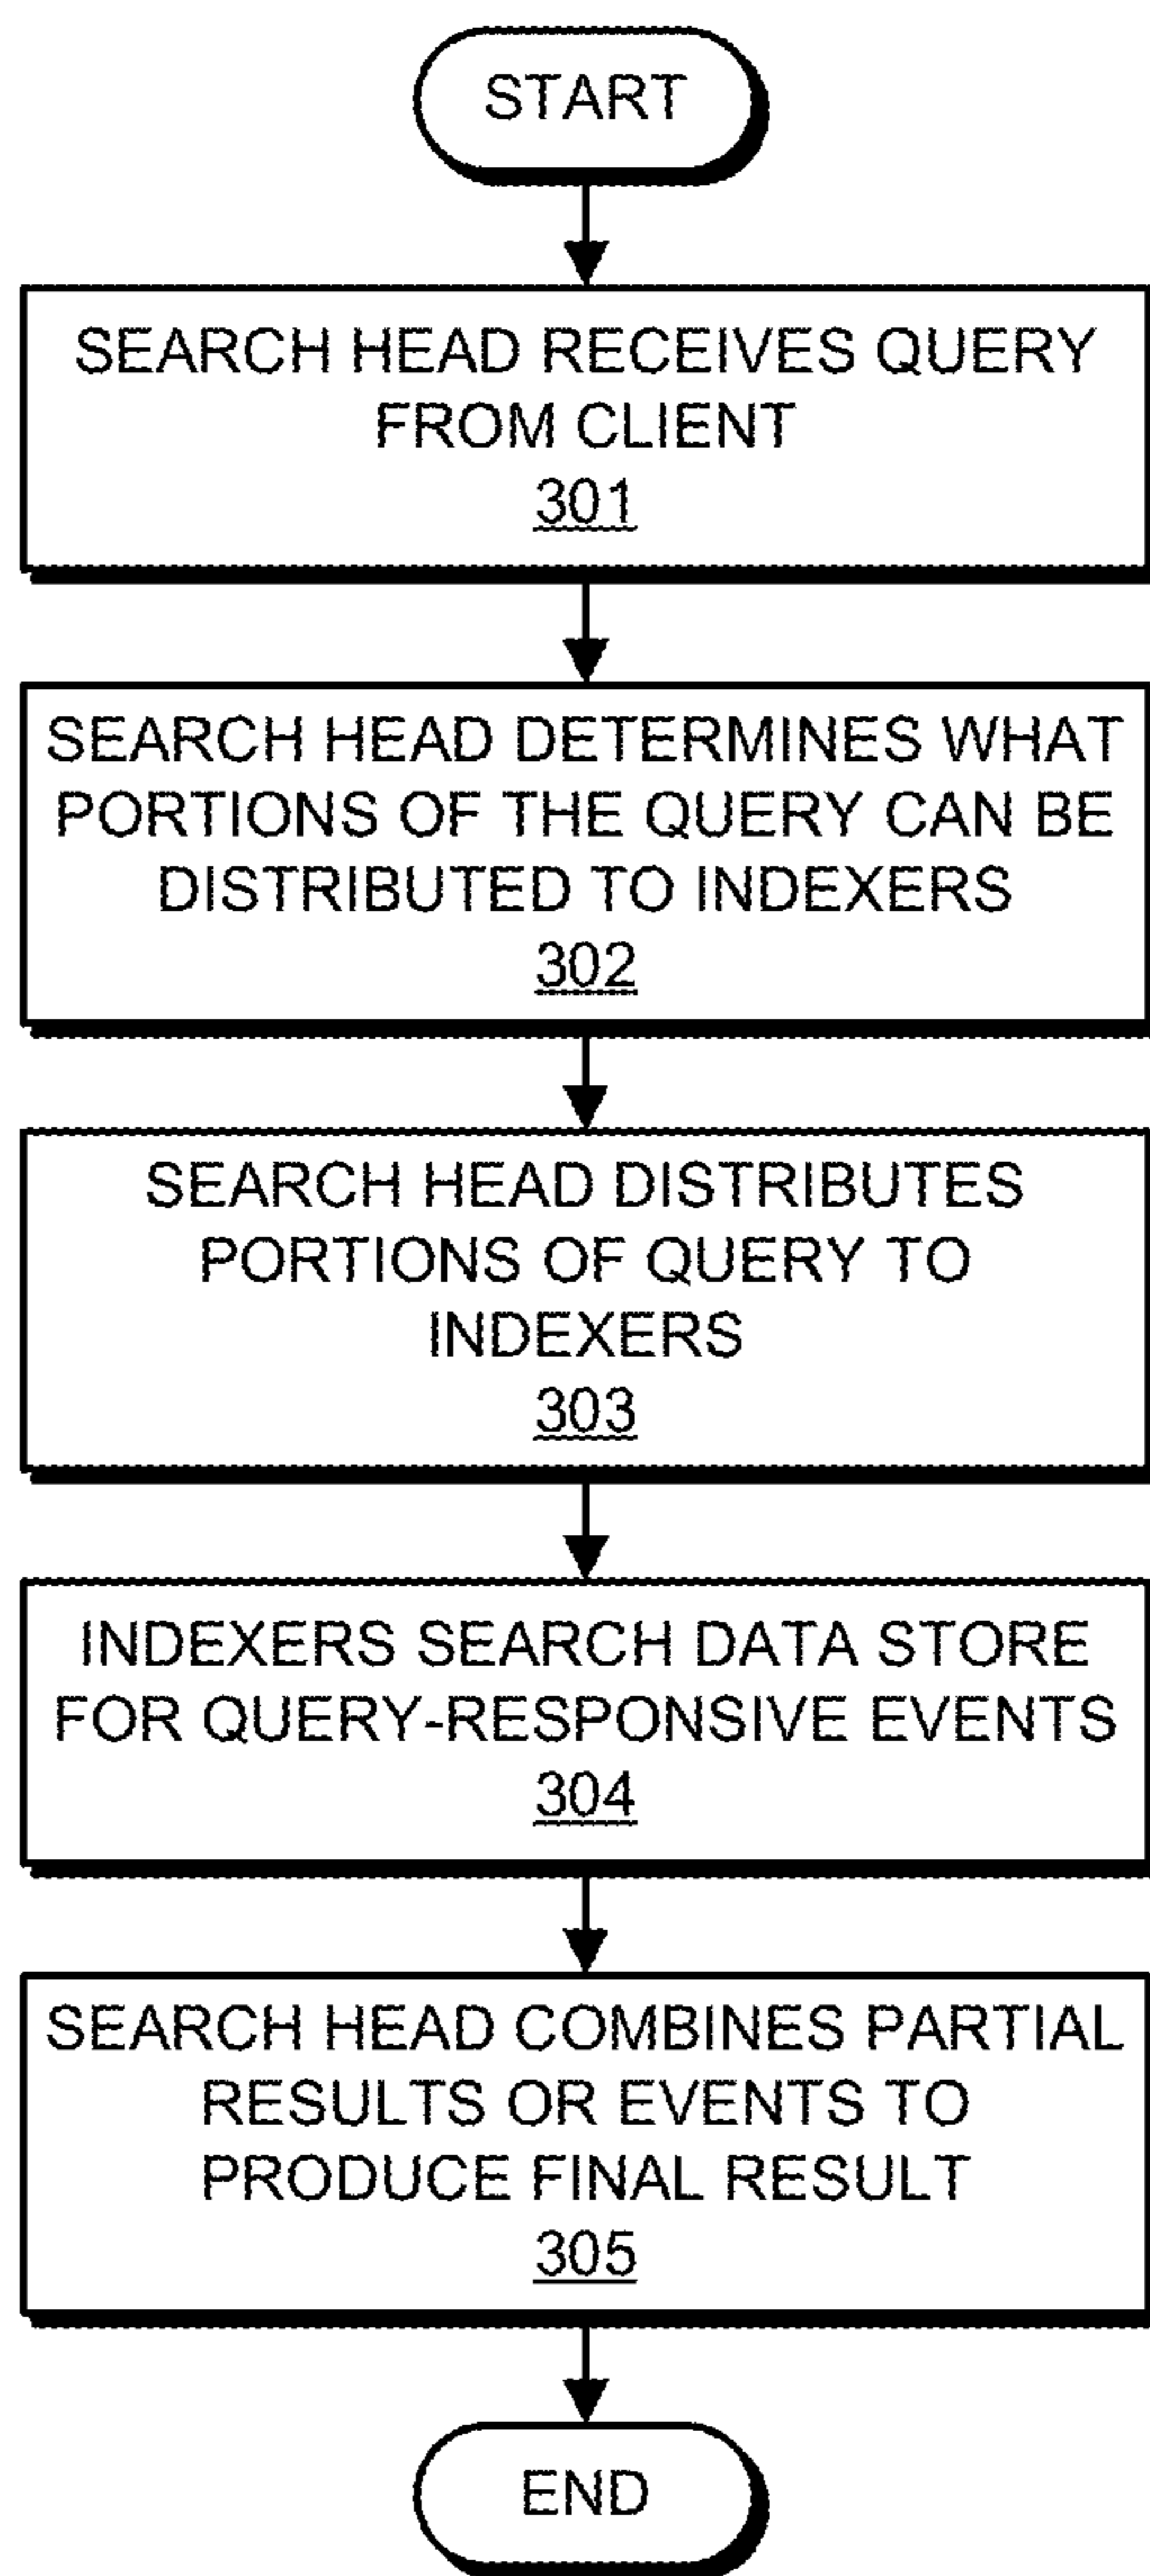 START
SEARCH HEAD RECEIVES QUERY
FROM CLIENT
301
SEARCH HEAD DETERMINES WHAT
PORTIONS OF THE QUERY CAN BE
DISTRIBUTED TO INDEXERS
302
SEARCH HEAD DISTRIBUTES
PORTIONS OF QUERY TO
INDEXERS
303
INDEXERS SEARCH DATA STORE
FOR QUERY-RESPONSIVE EVENTS
304
SEARCH HEAD COMBINES PARTIAL
RESULTS OR EVENTS TO
PRODUCE FINAL RESULT
305
END